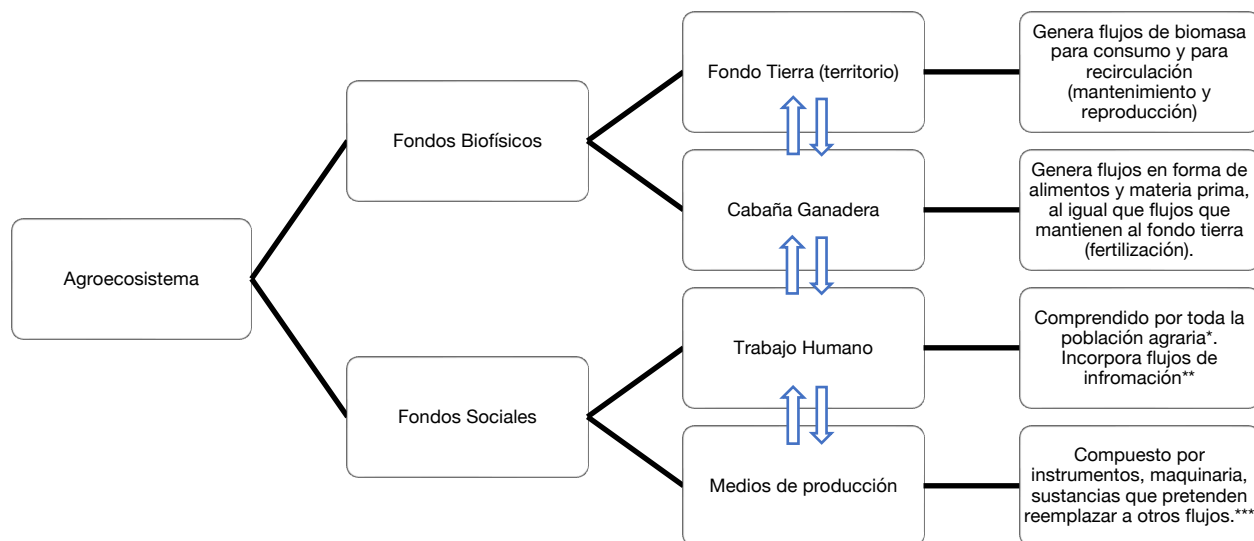 Agroecosistema
Fondos Biofísicos
Fondo Tierra (territorio)
Genera flujos de biomasa
para consumo y para
recirculación
(mantenimiento y
reproducción)
Cabaña Ganadera
Genera flujos en forma de
alimentos y materia prima,
al igual que flujos que
mantienen al fondo tierra
(fertilización).
Fondos Sociales
Trabajo Humano
Comprendido por toda la
población agraria*.
Incorpora flujos de
infromación**
Medios de producción
Compuesto por
instrumentos, maquinaria,
sustancias que pretenden
reemplazar a otros flujos.***